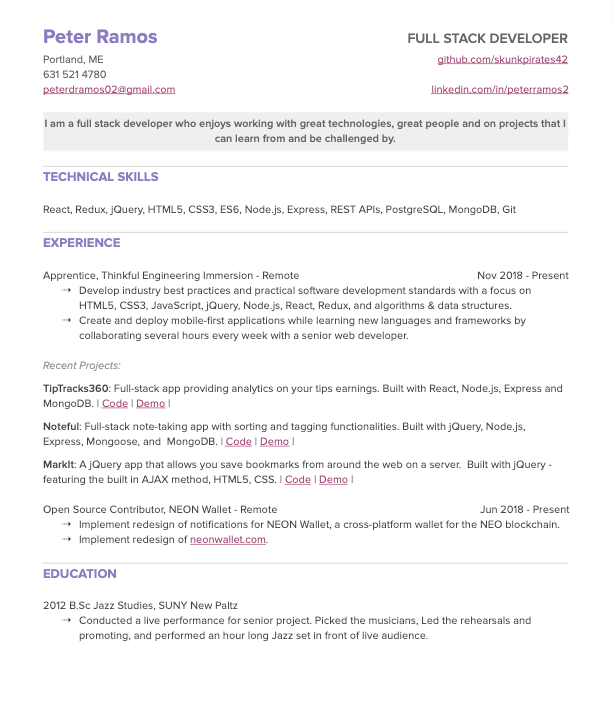 Peter Ramos
FULL STACK DEVELOPER
Portland, ME
github.com/skunkpirates42
631 521 4780
peterdramos02@gmail.com
linkedin.com/in/peterramos2
I am a full stack developer who enjoys working with great technologies, great people and on projects that I
can learn from and be challenged by.
TECHNICAL SKILLS
React, Redux, jQuery, HTML5, CSS3, ES6, Node.js, Express, REST APIs, PostgreSQL, MongoDB, Git
EXPERIENCE
Apprentice, Thinkful Engineering Immersion - Remote
Nov 2018 - Present
⇢ Develop industry best practices and practical software development standards with a focus on
HTML5, CSS3, JavaScript, jQuery, Node.js, React, Redux, and algorithms & data structures.
⇢ Create and deploy mobile-first applications while learning new languages and frameworks by
collaborating several hours every week with a senior web developer.
Recent Projects:
TipTracks360: Full-stack app providing analytics on your tips earnings. Built with React, Node.js, Express and
MongoDB. | Code | Demo |
Noteful: Full-stack note-taking app with sorting and tagging functionalities. Built with jQuery, Node.js,
Express, Mongoose, and MongoDB. | Code | Demo |
MarkIt: A jQuery app that allows you save bookmarks from around the web on a server. Built with jQuery -
featuring the built in AJAX method, HTML5, CSS. | Code | Demo |
Open Source Contributor, NEON Wallet - Remote
Jun 2018 - Present
⇢ Implement redesign of notifications for NEON Wallet, a cross-platform wallet for the NEO blockchain.
⇢ Implement redesign of neonwallet.com.
EDUCATION
2012 B.Sc Jazz Studies, SUNY New Paltz
⇢ Conducted a live performance for senior project. Picked the musicians, Led the rehearsals and
promoting, and performed an hour long Jazz set in front of live audience.